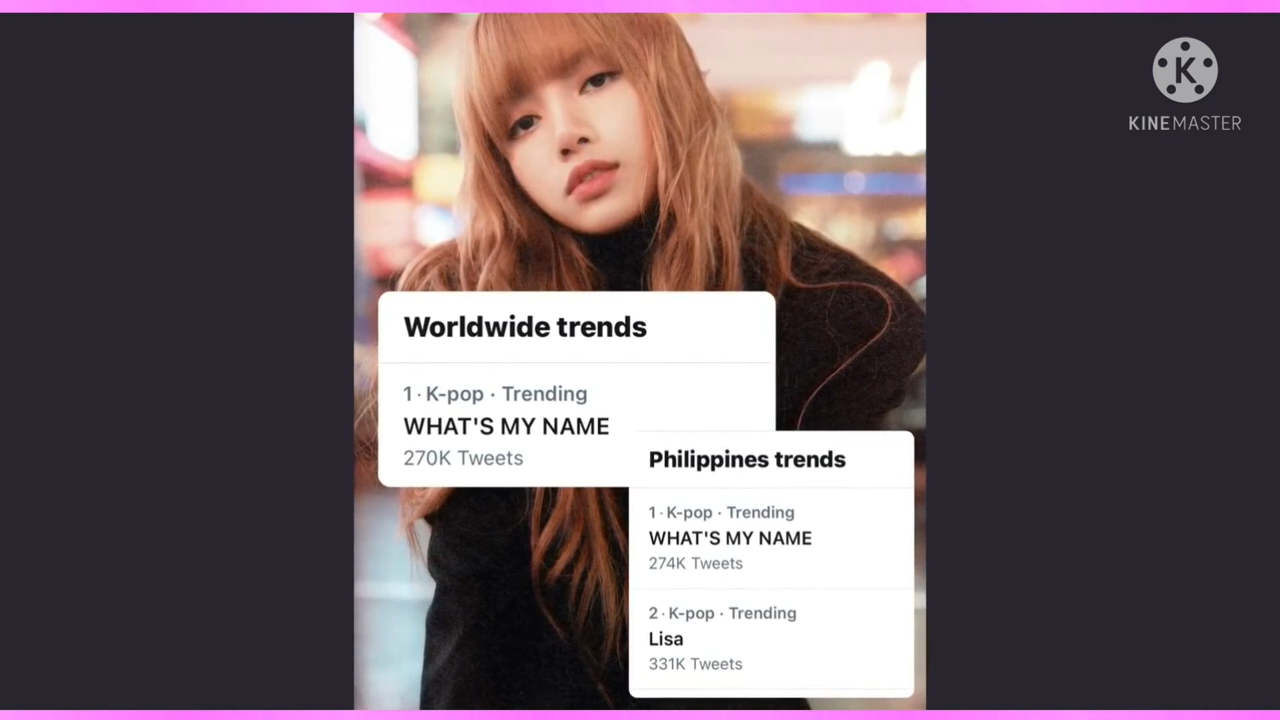 KINEMASTER
Worldwide trends
1 · K-pop · Trending
WHAT'S MY NAME
270K Tweets
Philippines trends
1 · K-pop · Trending
WHAT'S MY NAME
274K Tweets
2 · K-pop · Trending
Lisa
331K Tweets